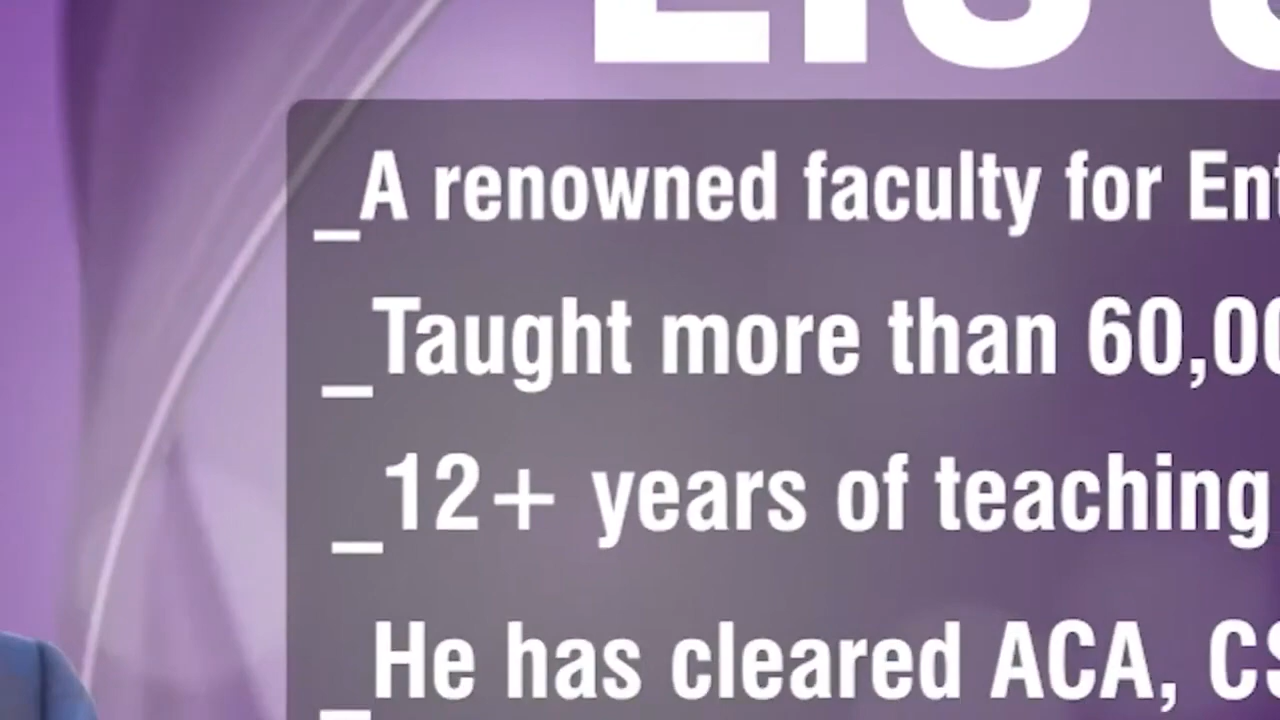 _A renowned faculty for
_Taught more than
_12+ years of teaching
_He has cleared ACA,